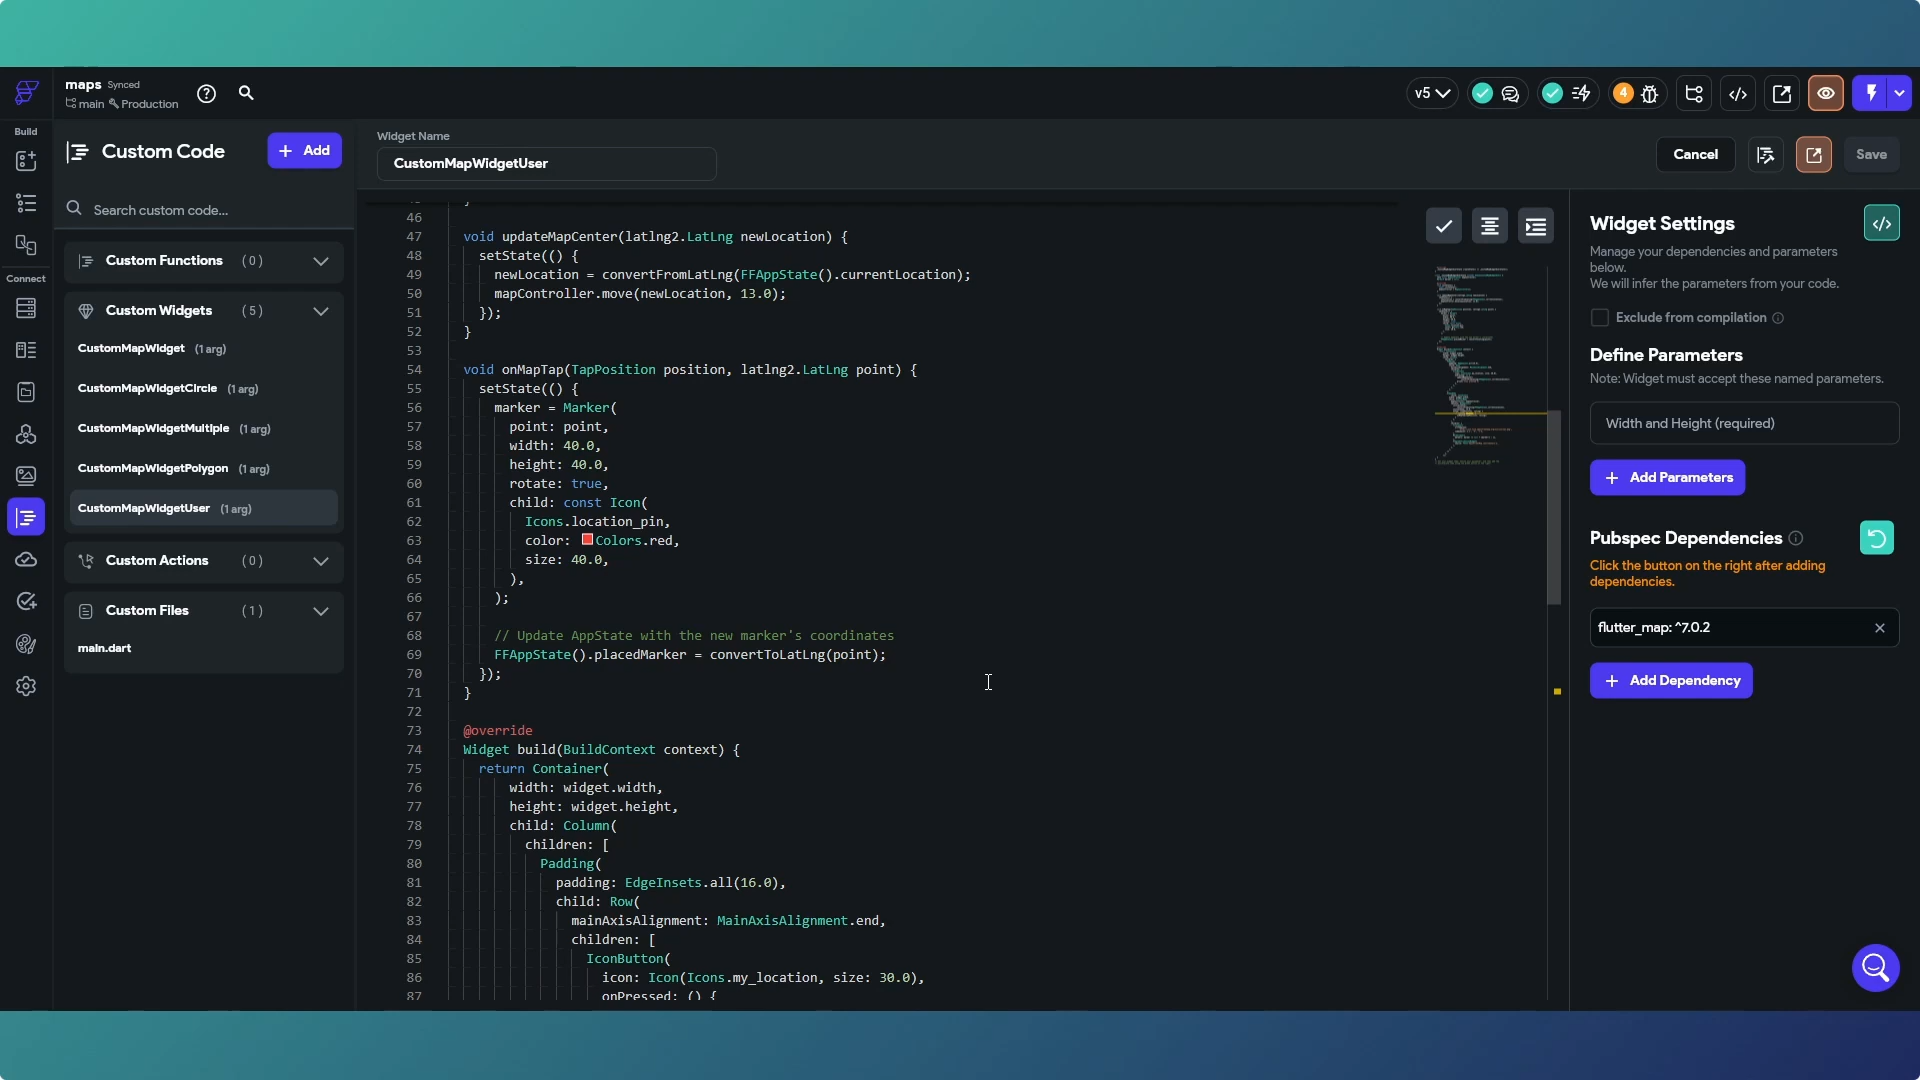 maps Synced
main Production
v5
4
Build
Connect
Custom Code
+ Add
Search custom code...
Custom Functions (0)
Custom Widgets (5)
CustomMapWidget (1 arg)
CustomMapWidgetCircle (1 arg)
CustomMapWidgetMultiple (1 arg)
CustomMapWidgetPolygon (1 arg)
CustomMapWidgetUser (1 arg)
Custom Actions (0)
Custom Files (1)
main.dart
Widget Name
CustomMapWidgetUser
Cancel
Save
46
47 void updateMapCenter(latlng2.LatLng newLocation) {
48 setState(() {
49 newLocation = convertFromLatLng(FFAppState().currentLocation);
50 mapController.move(newLocation, 13.0);
51 });
52 }
53
54 void onMapTap(TapPosition position, latlng2.LatLng point) {
55 setState(() {
56 marker = Marker(
57 point: point,
58 width: 40.0,
59 height: 40.0,
60 rotate: true,
61 child: const Icon(
62 Icons.location_pin,
63 color: Colors.red,
64 size: 40.0,
65 ),
66 );
67
68 // Update AppState with the new marker's coordinates
69 FFAppState().placedMarker = convertToLatLng(point);
70 });
71 }
72
73 @override
74 Widget build(BuildContext context) {
75 return Container(
76 width: widget.width,
77 height: widget.height,
78 child: Column(
79 children: [
80 Padding(
81 padding: EdgeInsets.all(16.0),
82 child: Row(
83 mainAxisAlignment: MainAxisAlignment.end,
84 children: [
85 IconButton(
86 icon: Icon(Icons.my_location, size: 30.0),
87 onPressed: () {
Widget Settings
Manage your dependencies and parameters
below.
We will infer the parameters from your code.
Exclude from compilation
Define Parameters
Note: Widget must accept these named parameters.
Width and Height (required)
+ Add Parameters
Pubspec Dependencies
Click the button on the right after adding
dependencies.
flutter_map: ^7.0.2
+ Add Dependency